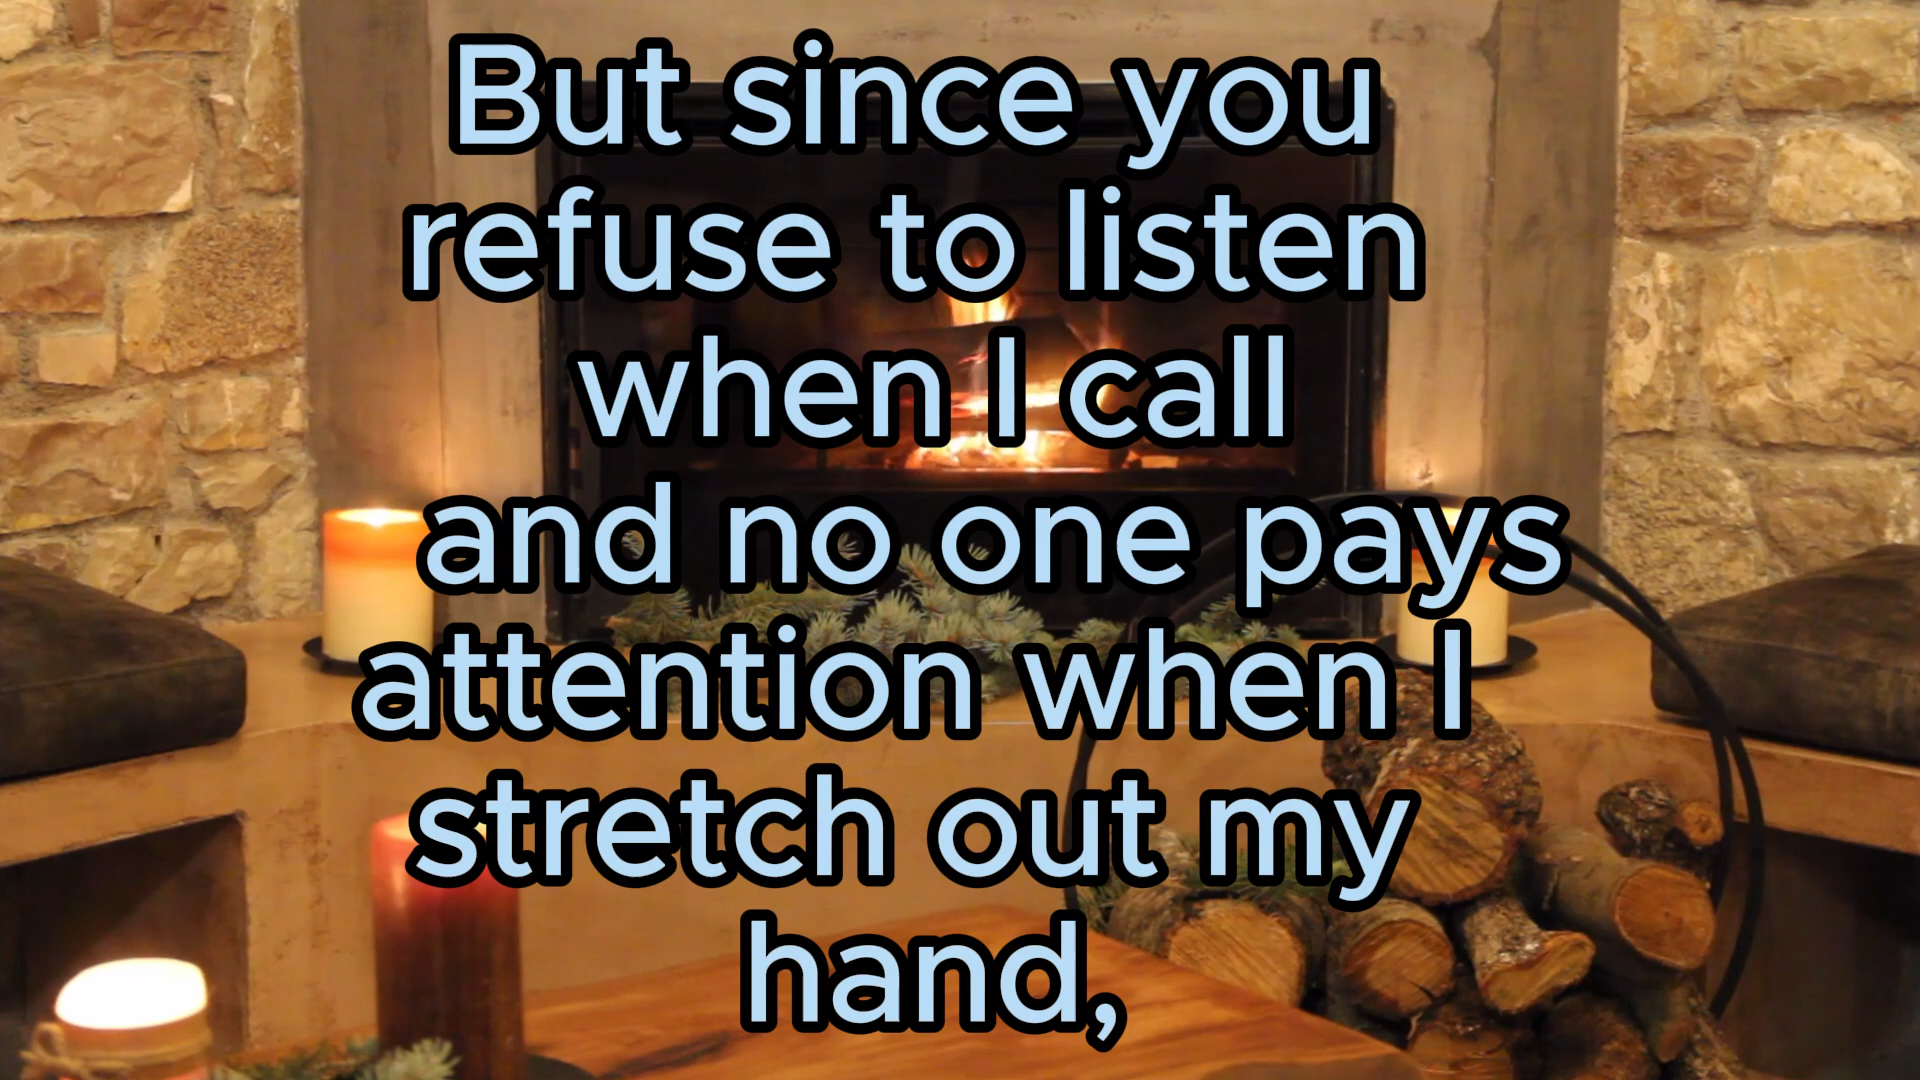 But since you
refuse to listen
when I call
and no one pays
attention when I
stretch out my
hand,